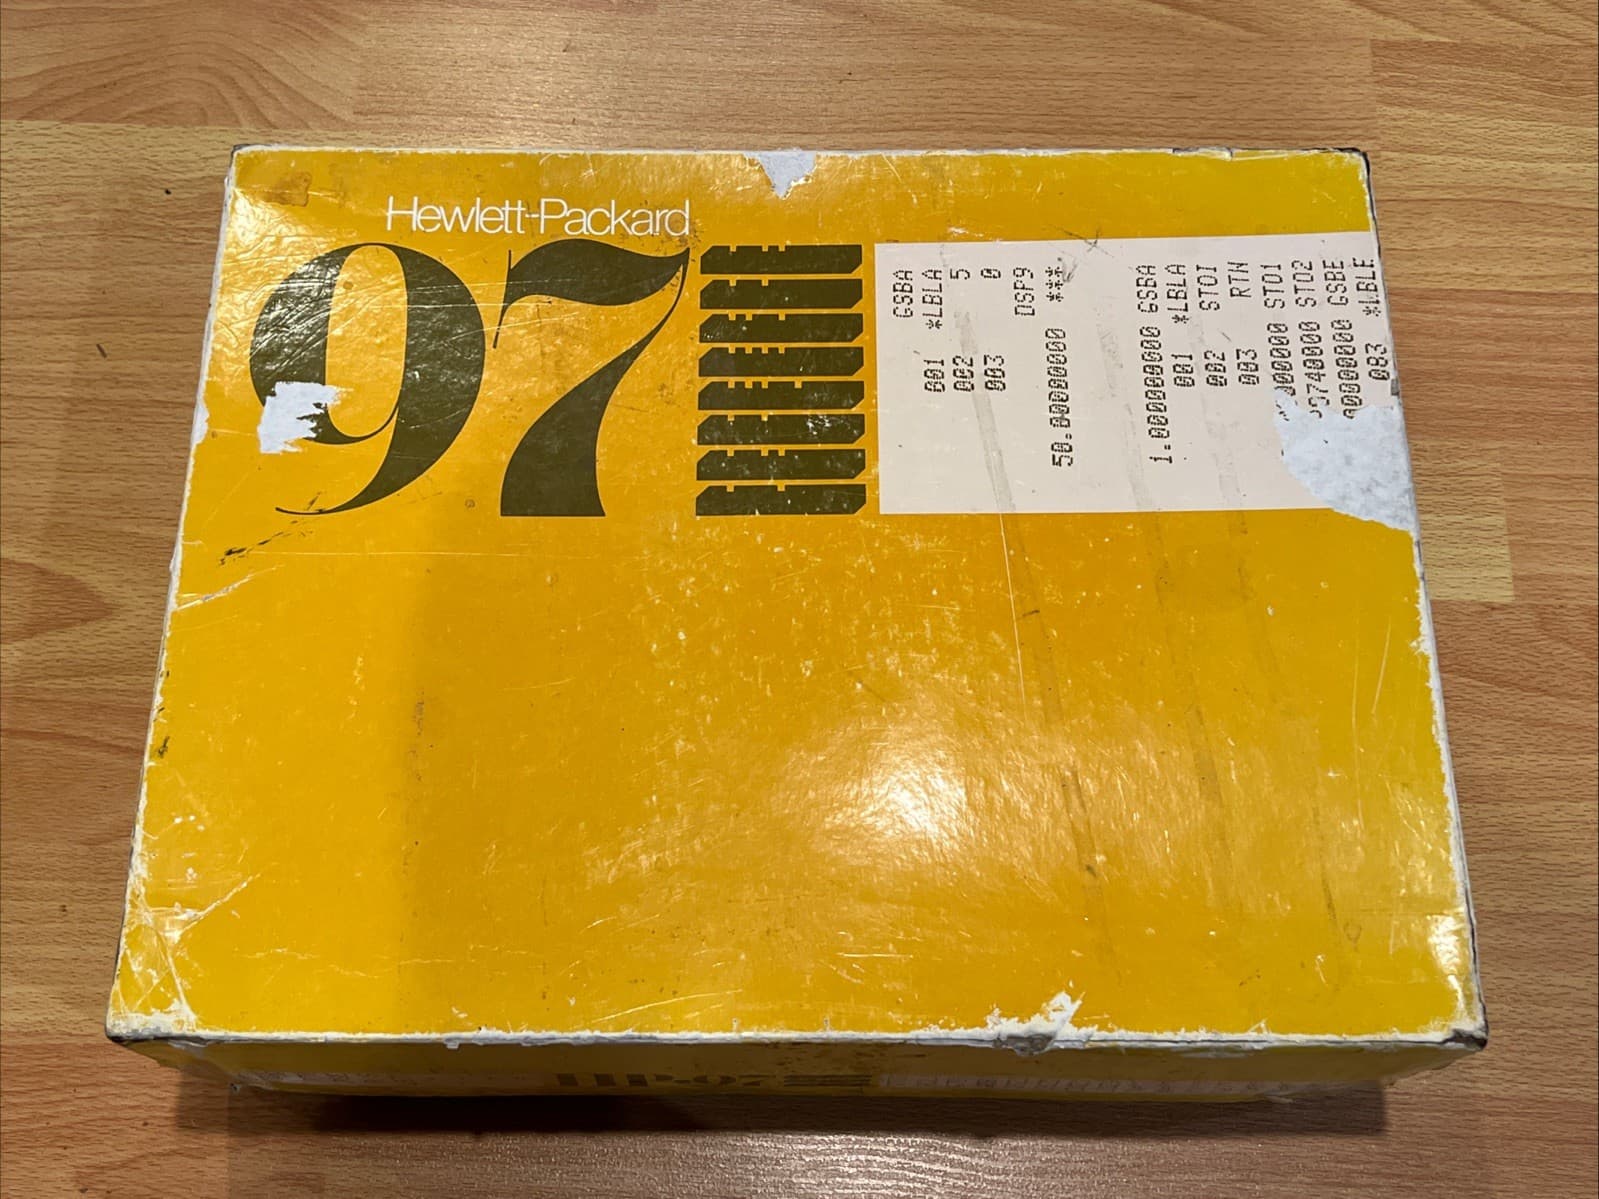 Hewlett-Packard
97
GSBA
001 *LBLA
002 5
003 0
DSP9
50.00000000 ***
1.000000000 GSBA
001 *LBLA
002 STOI
003 RTN
STO1
STO2
GSBE
083 *LBLE
HP-97